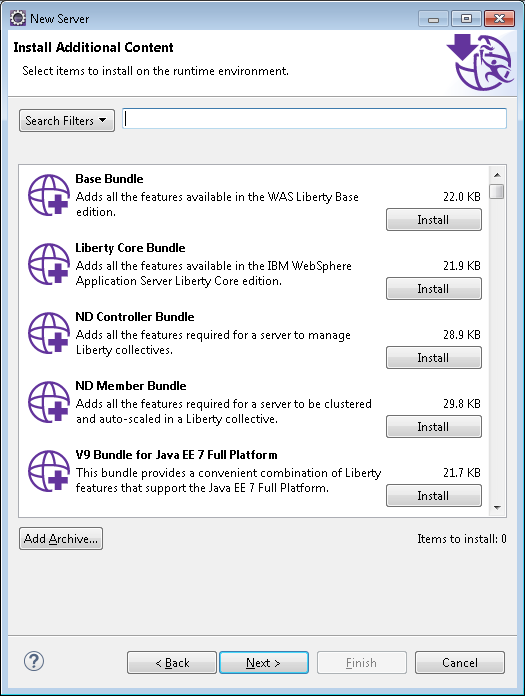 New Server
Install Additional Content
Select items to install on the runtime environment.
Search Filters
Base Bundle
Adds all the features available in the WAS Liberty Base
edition.
22.0 KB
Install
Liberty Core Bundle
Adds all the features available in the IBM WebSphere
Application Server Liberty Core edition.
21.9 KB
Install
ND Controller Bundle
Adds all the features required for a server to manage
Liberty collectives.
28.9 KB
Install
ND Member Bundle
Adds all the features required for a server to be clustered
and auto-scaled in a Liberty collective.
29.8 KB
Install
V9 Bundle for Java EE 7 Full Platform
This bundle provides a convenient combination of Liberty
features that support the Java EE 7 Full Platform.
21.7 KB
Install
Add Archive...
Items to install: 0
?
< Back
Next >
Finish
Cancel